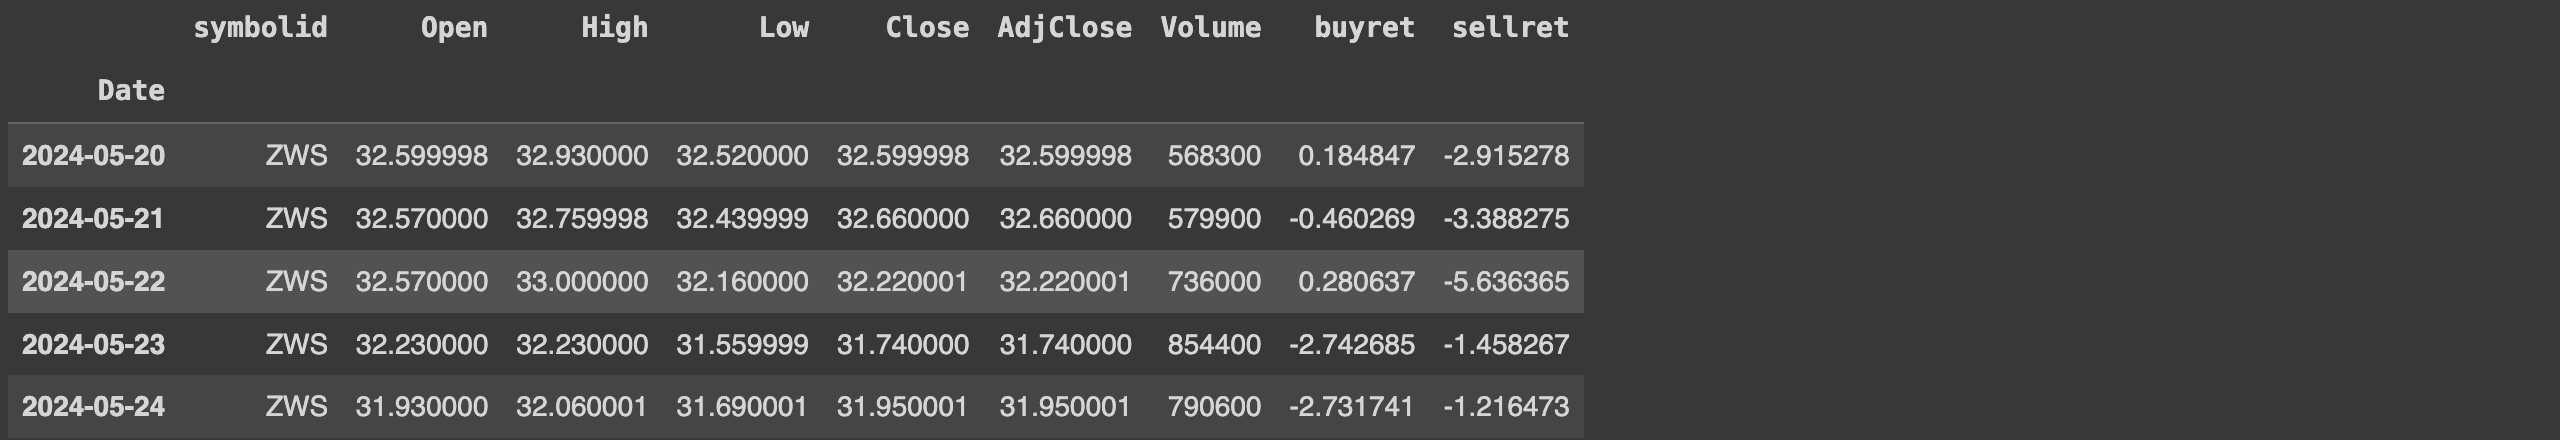 symbolid Open High Low Close AdjClose Volume buyret sellret
Date
2024-05-20 ZWS 32.599998 32.930000 32.520000 32.599998 32.599998 568300 0.184847 -2.915278
2024-05-21 ZWS 32.570000 32.759998 32.439999 32.660000 32.660000 579900 -0.460269 -3.388275
2024-05-22 ZWS 32.570000 33.000000 32.160000 32.220001 32.220001 736000 0.280637 -5.636365
2024-05-23 ZWS 32.230000 32.230000 31.559999 31.740000 31.740000 854400 -2.742685 -1.458267
2024-05-24 ZWS 31.930000 32.060001 31.690001 31.950001 31.950001 790600 -2.731741 -1.216473